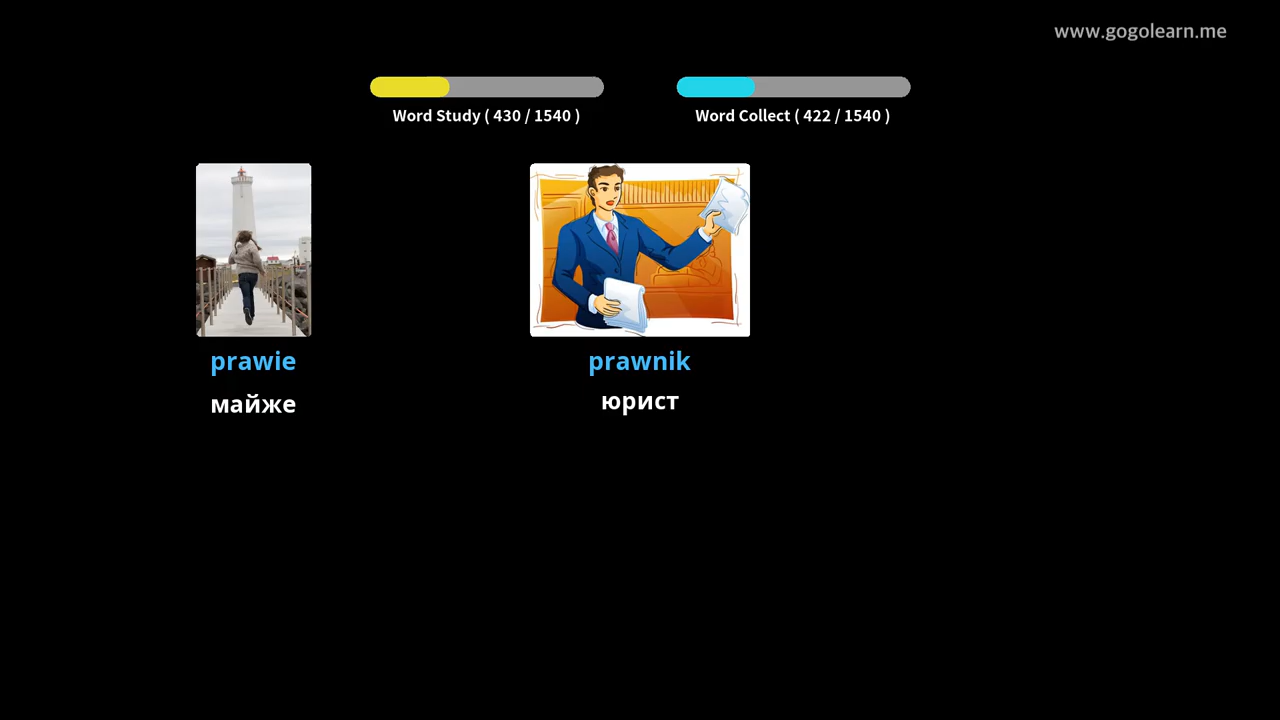 www.gogolearn.me
Word Study ( 430 / 1540 )
Word Collect ( 422 / 1540 )
prawie
майже
prawnik
юрист